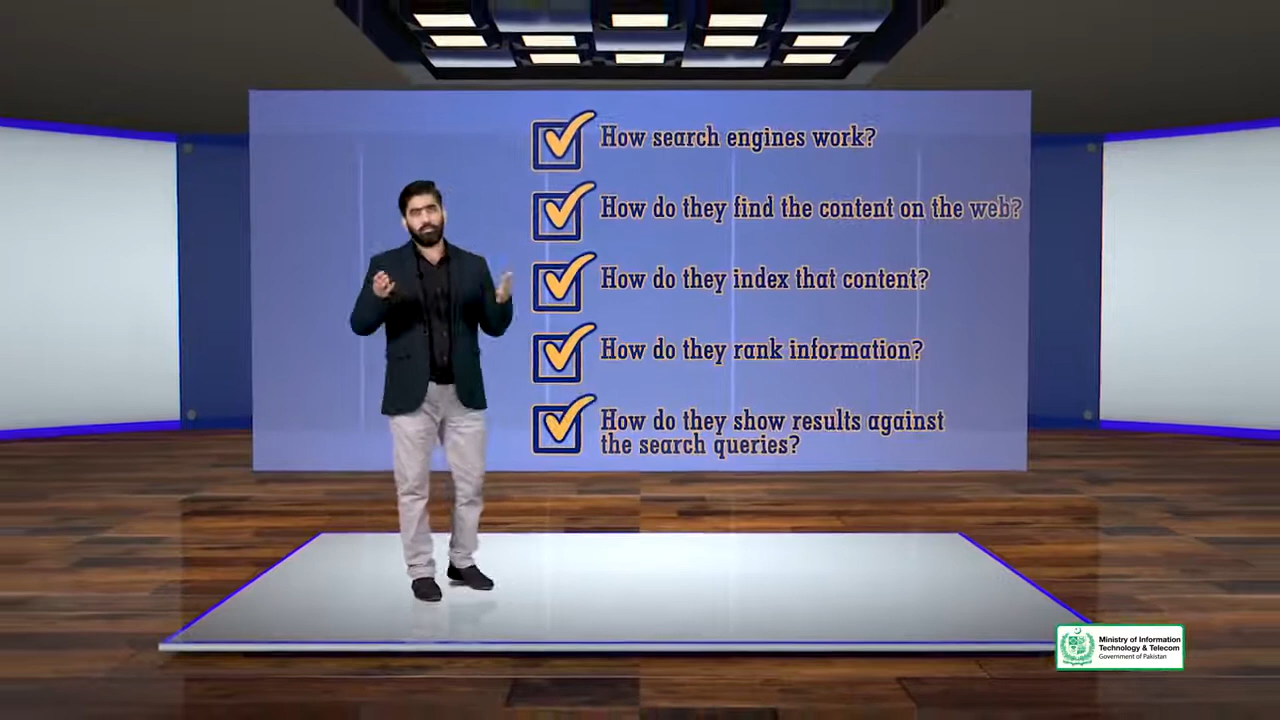 How search engines work?
How do they find the content on the web?
How do they index that content?
How do they rank information?
How do they show results against
the search queries?
Ministry of Information
Technology & Telecom
Government of Pakistan